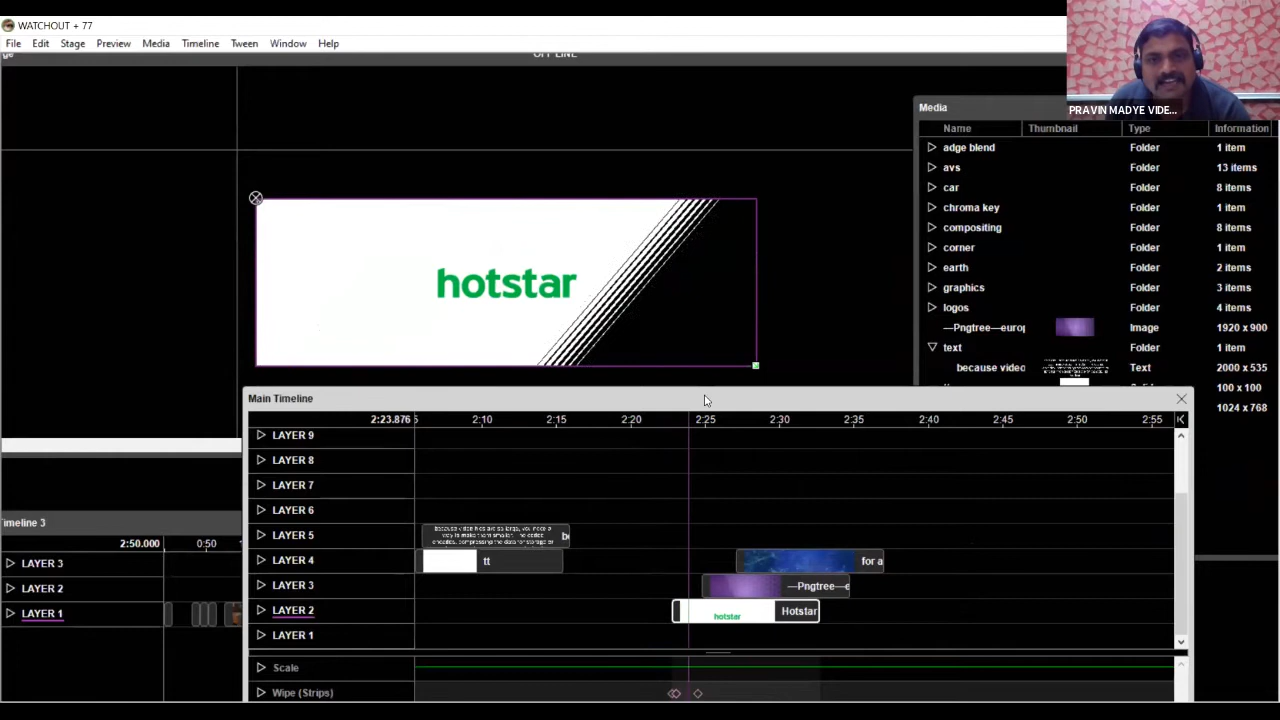 WATCHOUT + 77
File Edit Stage Preview Media Timeline Tween Window Help
PRAVIN MADYE VIDE...
hotstar
Media
Name Thumbnail Type Information
adge blend Folder 1 item
avs Folder 13 items
car Folder 8 items
chroma key Folder 1 item
compositing Folder 8 items
corner Folder 1 item
earth Folder 2 items
graphics Folder 3 items
logos Folder 4 items
—Pngtree—europ Image 1920 x 900
text Folder 1 item
because video Text 2000 x 535
100 x 100
1024 x 768
Main Timeline
2:23.876 2:10 2:15 2:20 2:25 2:30 2:35 2:40 2:45 2:50 2:55
LAYER 9
LAYER 8
LAYER 7
LAYER 6
LAYER 5 be
LAYER 4 tt for a
LAYER 3 —Pngtree—e
LAYER 2 hotstar Hotstar
LAYER 1
Scale
Wipe (Strips)
Timeline 3
2:50.000 0:50
LAYER 3
LAYER 2
LAYER 1